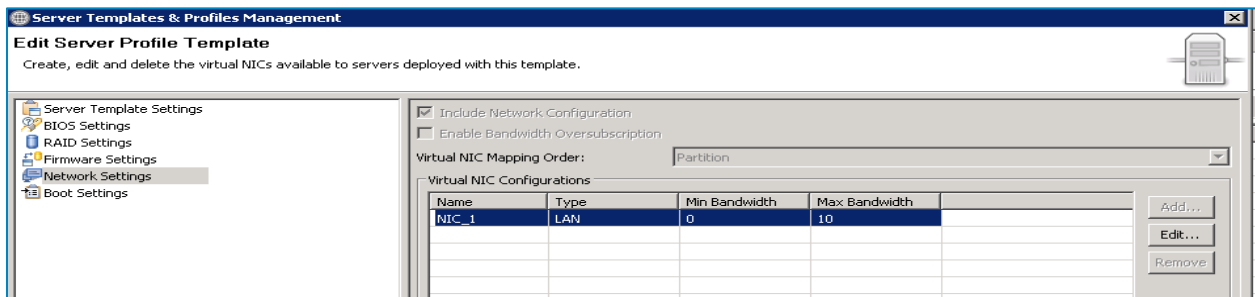 Server Templates & Profiles Management
Edit Server Profile Template
Create, edit and delete the virtual NICs available to servers deployed with this template.
Server Template Settings
BIOS Settings
RAID Settings
Firmware Settings
Network Settings
Boot Settings
Include Network Configuration
Enable Bandwidth Oversubscription
Virtual NIC Mapping Order: Partition
Virtual NIC Configurations
Name Type Min Bandwidth Max Bandwidth
NIC_1 LAN 0 10
Add...
Edit...
Remove